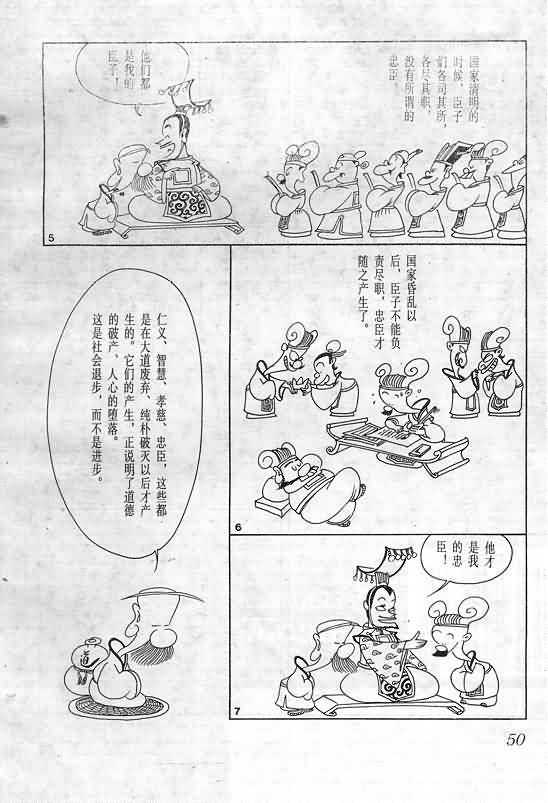 国家清明的
时候，臣子
们各司其所，
各尽其职，
没有所谓的
忠臣。
他们都
是我的
臣子！
5
国家昏乱以
后，臣子不能负
责尽职，忠臣才
随之产生了。
6
他才
是我
的忠
臣！
7
仁义、智慧、孝慈、忠臣，这些都
是在大道废弃、纯朴破灭以后才产
生的。它们的产生，正说明了道德
的破产、人心的堕落。
这是社会退步，而不是进步。
道
50